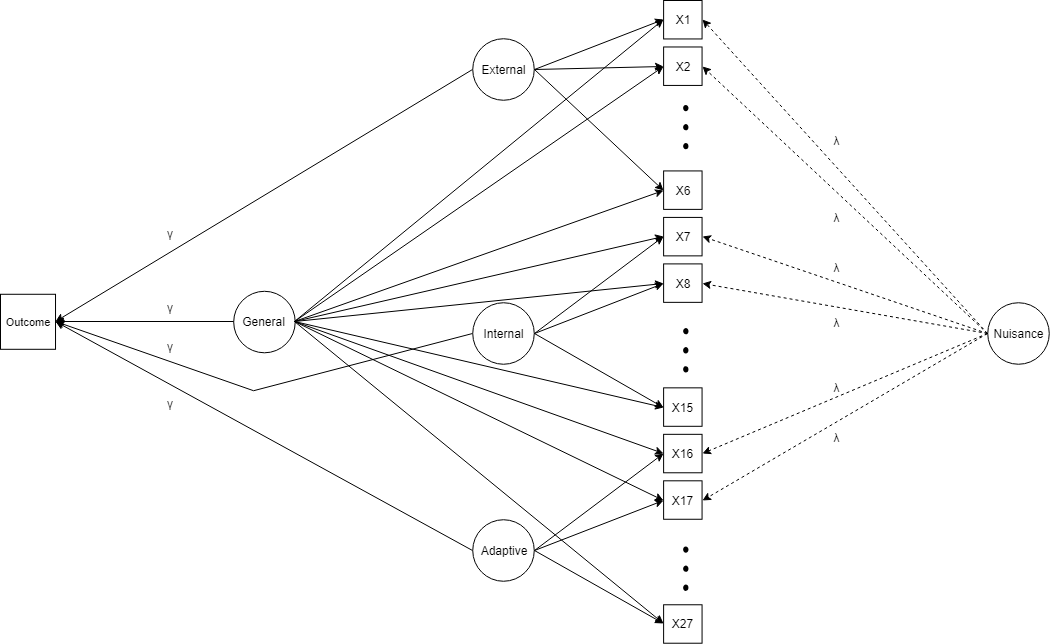 X1
External
X2
λ
X6
λ
γ
X7
λ
X8
γ
Outcome
General
λ
Internal
Nuisance
γ
λ
γ
X15
λ
X16
X17
Adaptive
X27